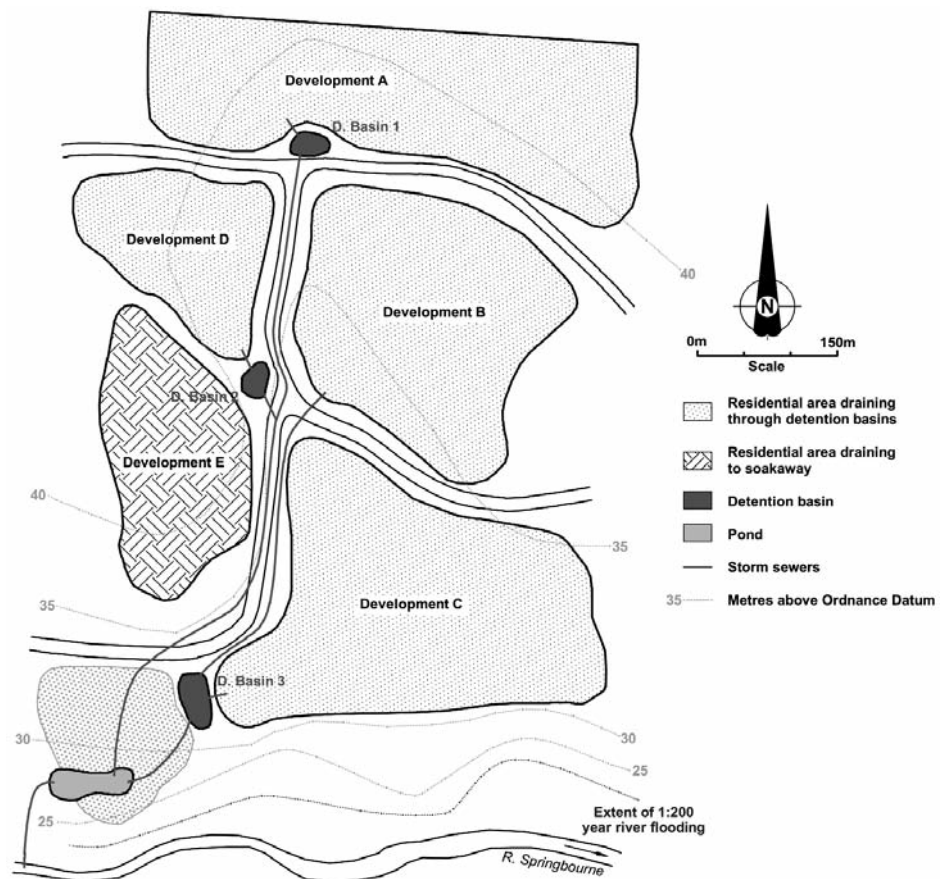 Development A
D. Basin 1
Development D
40
Development B
N
0m 150m
Scale
D. Basin 2
Residential area draining
through detention basins
Residential area draining
to soakaway
Development E
40
Detention basin
Pond
35
Storm sewers
Development C
35 Metres above Ordnance Datum
35
D. Basin 3
30
30
25
25
Extent of 1:200
year river flooding
R. Springbourne